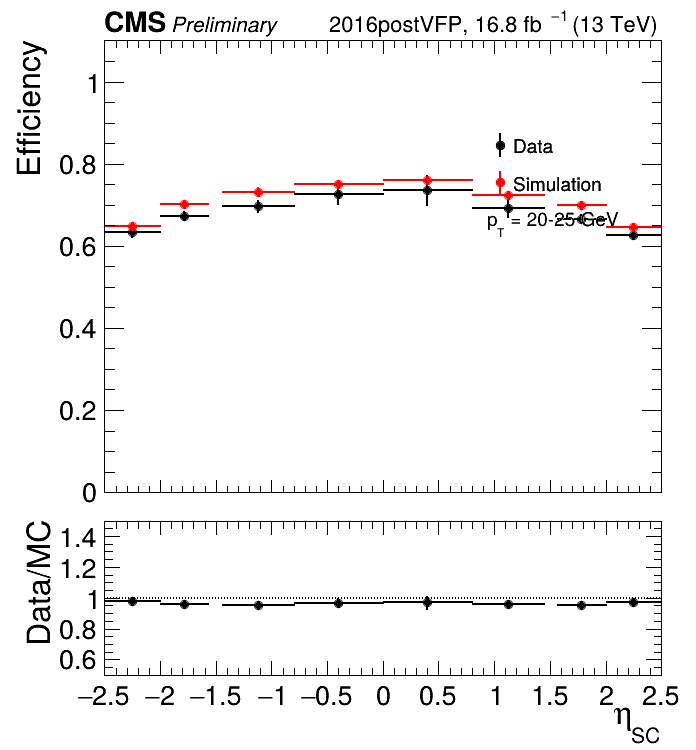 CMS Preliminary 2016postVFP, 16.8 fb⁻¹ (13 TeV)
Efficiency
1
0.8
0.6
0.4
0.2
0
Data
Simulation
p_T = 20-25 GeV
Data/MC
1.4
1.2
1
0.8
0.6
−2.5 −2 −1.5 −1 −0.5 0 0.5 1 1.5 2 2.5
η_SC